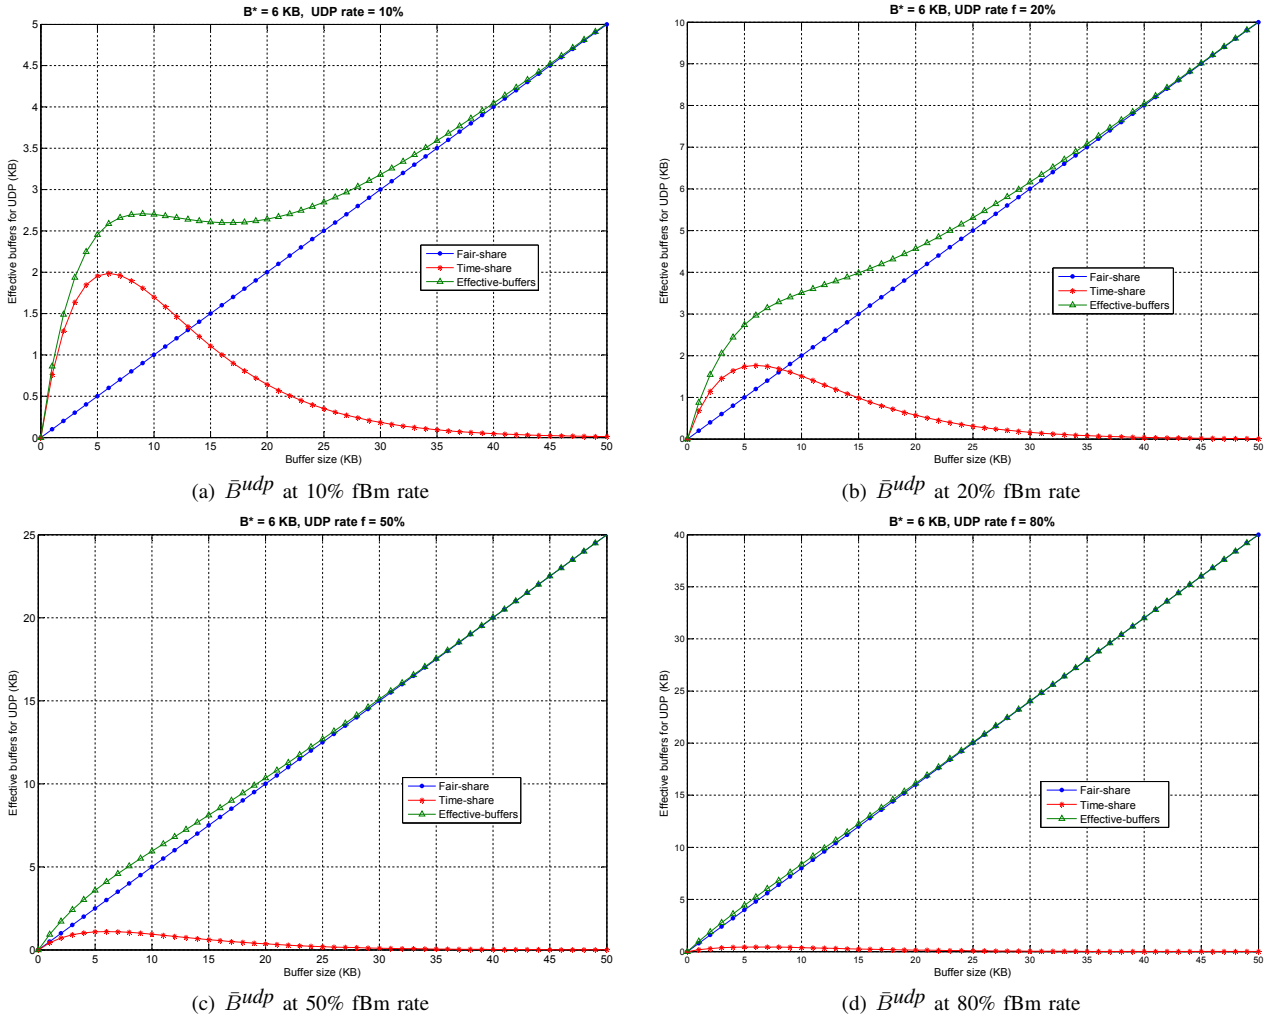 B* = 6 KB, UDP rate = 10%
Effective buffers for UDP (KB)
5
4.5
4
3.5
3
2.5
2
1.5
1
0.5
0
Fair-share
Time-share
Effective-buffers
0 5 10 15 20 25 30 35 40 45 50
Buffer size (KB)
(a) B̄^udp at 10% fBm rate
B* = 6 KB, UDP rate f = 20%
Effective buffers for UDP (KB)
10
9
8
7
6
5
4
3
2
1
0
Fair-share
Time-share
Effective-buffers
0 5 10 15 20 25 30 35 40 45 50
Buffer size (KB)
(b) B̄^udp at 20% fBm rate
B* = 6 KB, UDP rate f = 50%
Effective buffers for UDP (KB)
25
20
15
10
5
0
Fair-share
Time-share
Effective-buffers
0 5 10 15 20 25 30 35 40 45 50
Buffer size (KB)
(c) B̄^udp at 50% fBm rate
B* = 6 KB, UDP rate f = 80%
Effective buffers for UDP (KB)
40
35
30
25
20
15
10
5
0
Fair-share
Time-share
Effective-buffers
0 5 10 15 20 25 30 35 40 45 50
Buffer size (KB)
(d) B̄^udp at 80% fBm rate